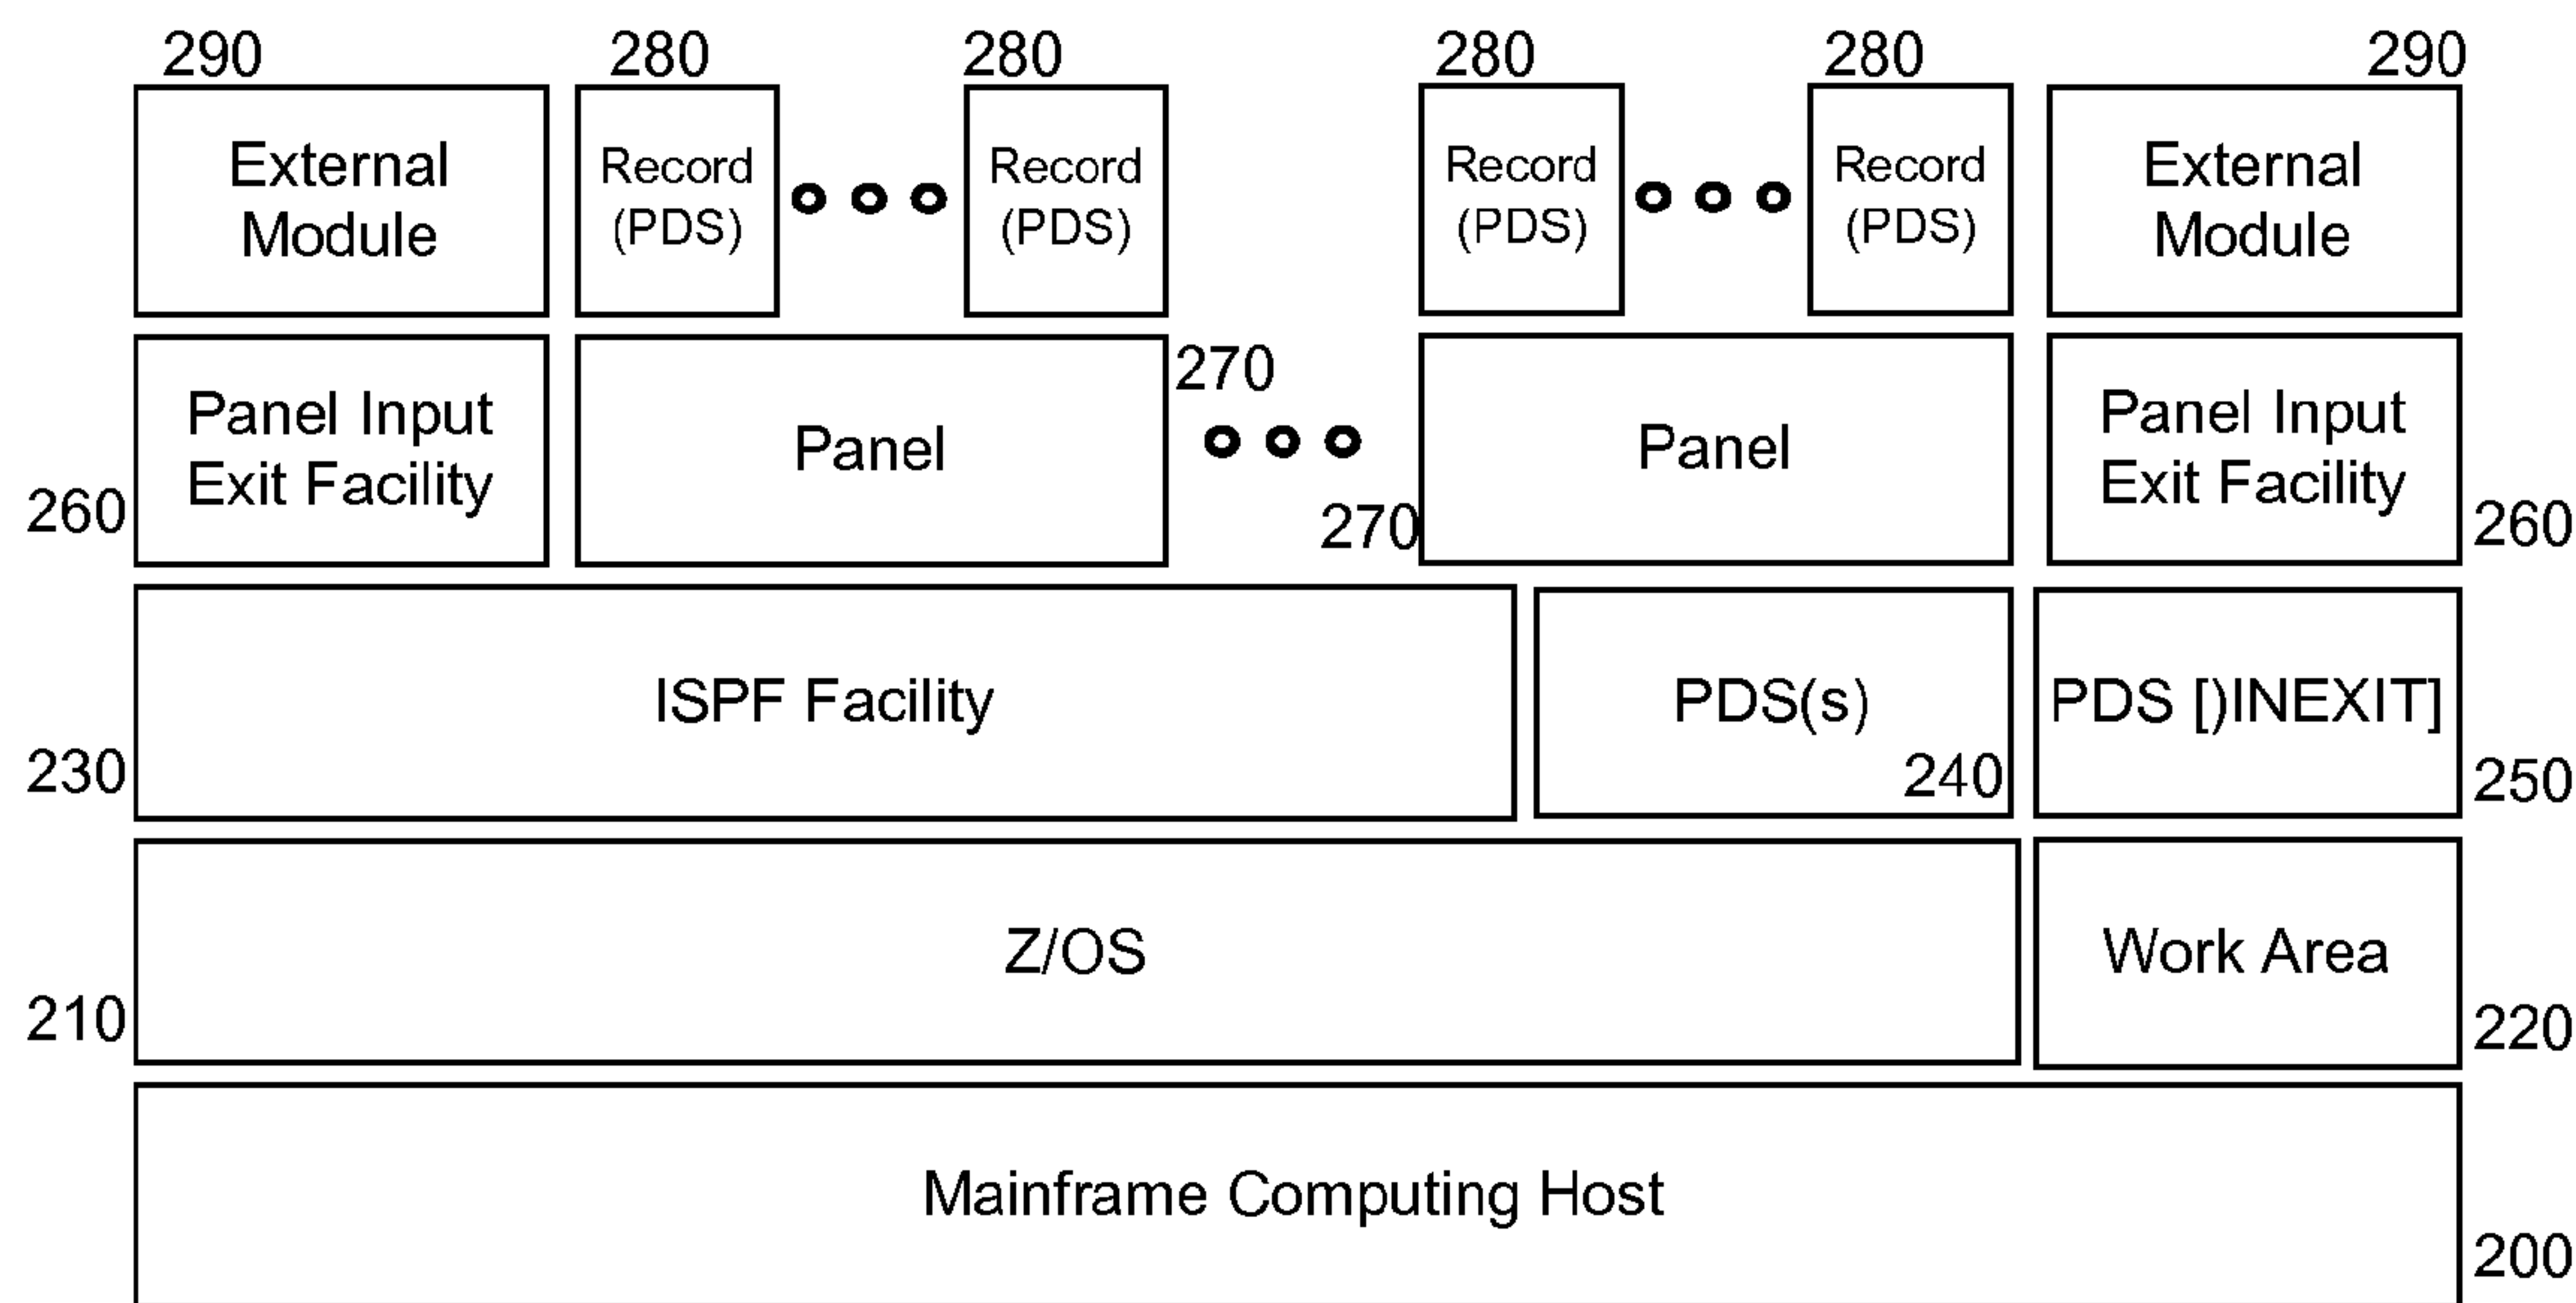 290 280 280 280 280 290
External Module
Record (PDS)
Record (PDS)
Record (PDS)
Record (PDS)
External Module
Panel Input Exit Facility
260
Panel
270
270
Panel
Panel Input Exit Facility
260
ISPF Facility
230
PDS(s)
240
PDS [)INEXIT]
250
Z/OS
210
Work Area
220
Mainframe Computing Host
200